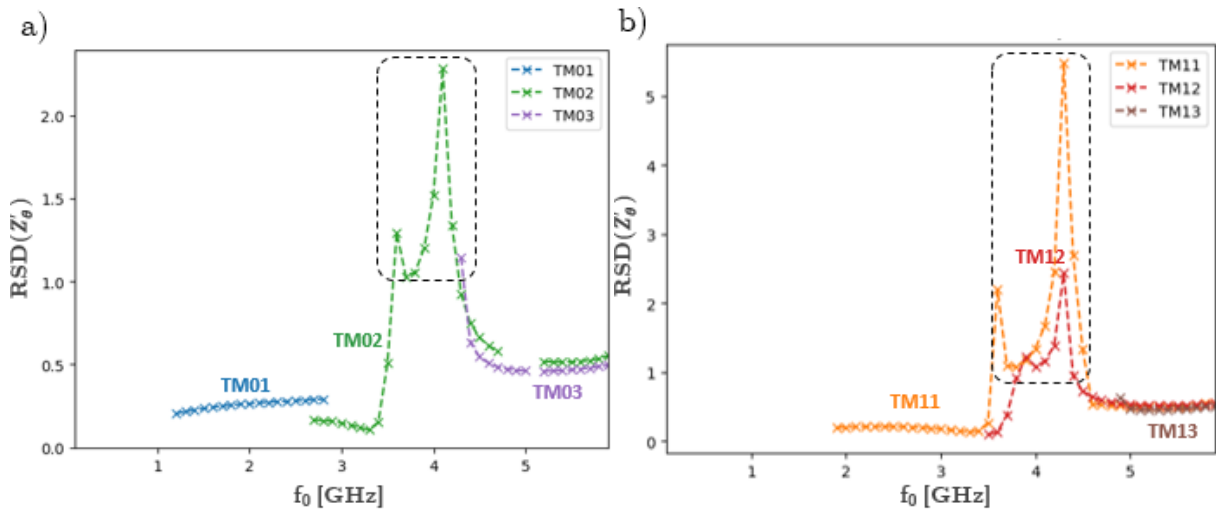 a)
RSD(Z'θ)
2.0
1.5
1.0
0.5
0.0
1 2 3 4 5
f₀ [GHz]
TM01
TM02
TM03
TM01
TM02
TM03
b)
RSD(Z'θ)
5
4
3
2
1
0
1 2 3 4 5
f₀ [GHz]
TM11
TM12
TM13
TM12
TM11
TM13